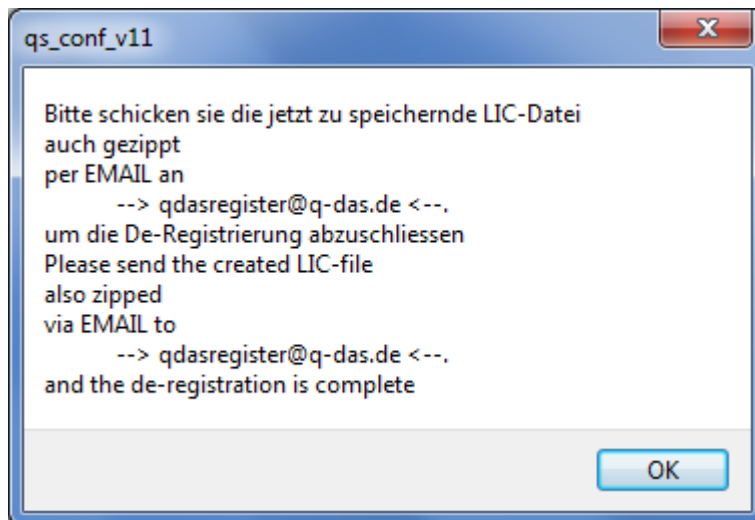 qs_conf_v11
Bitte schicken sie die jetzt zu speichernde LIC-Datei
auch gezippt
per EMAIL an
--> qdasregister@q-das.de <--.
um die De-Registrierung abzuschliessen
Please send the created LIC-file
also zipped
via EMAIL to
--> qdasregister@q-das.de <--.
and the de-registration is complete
OK